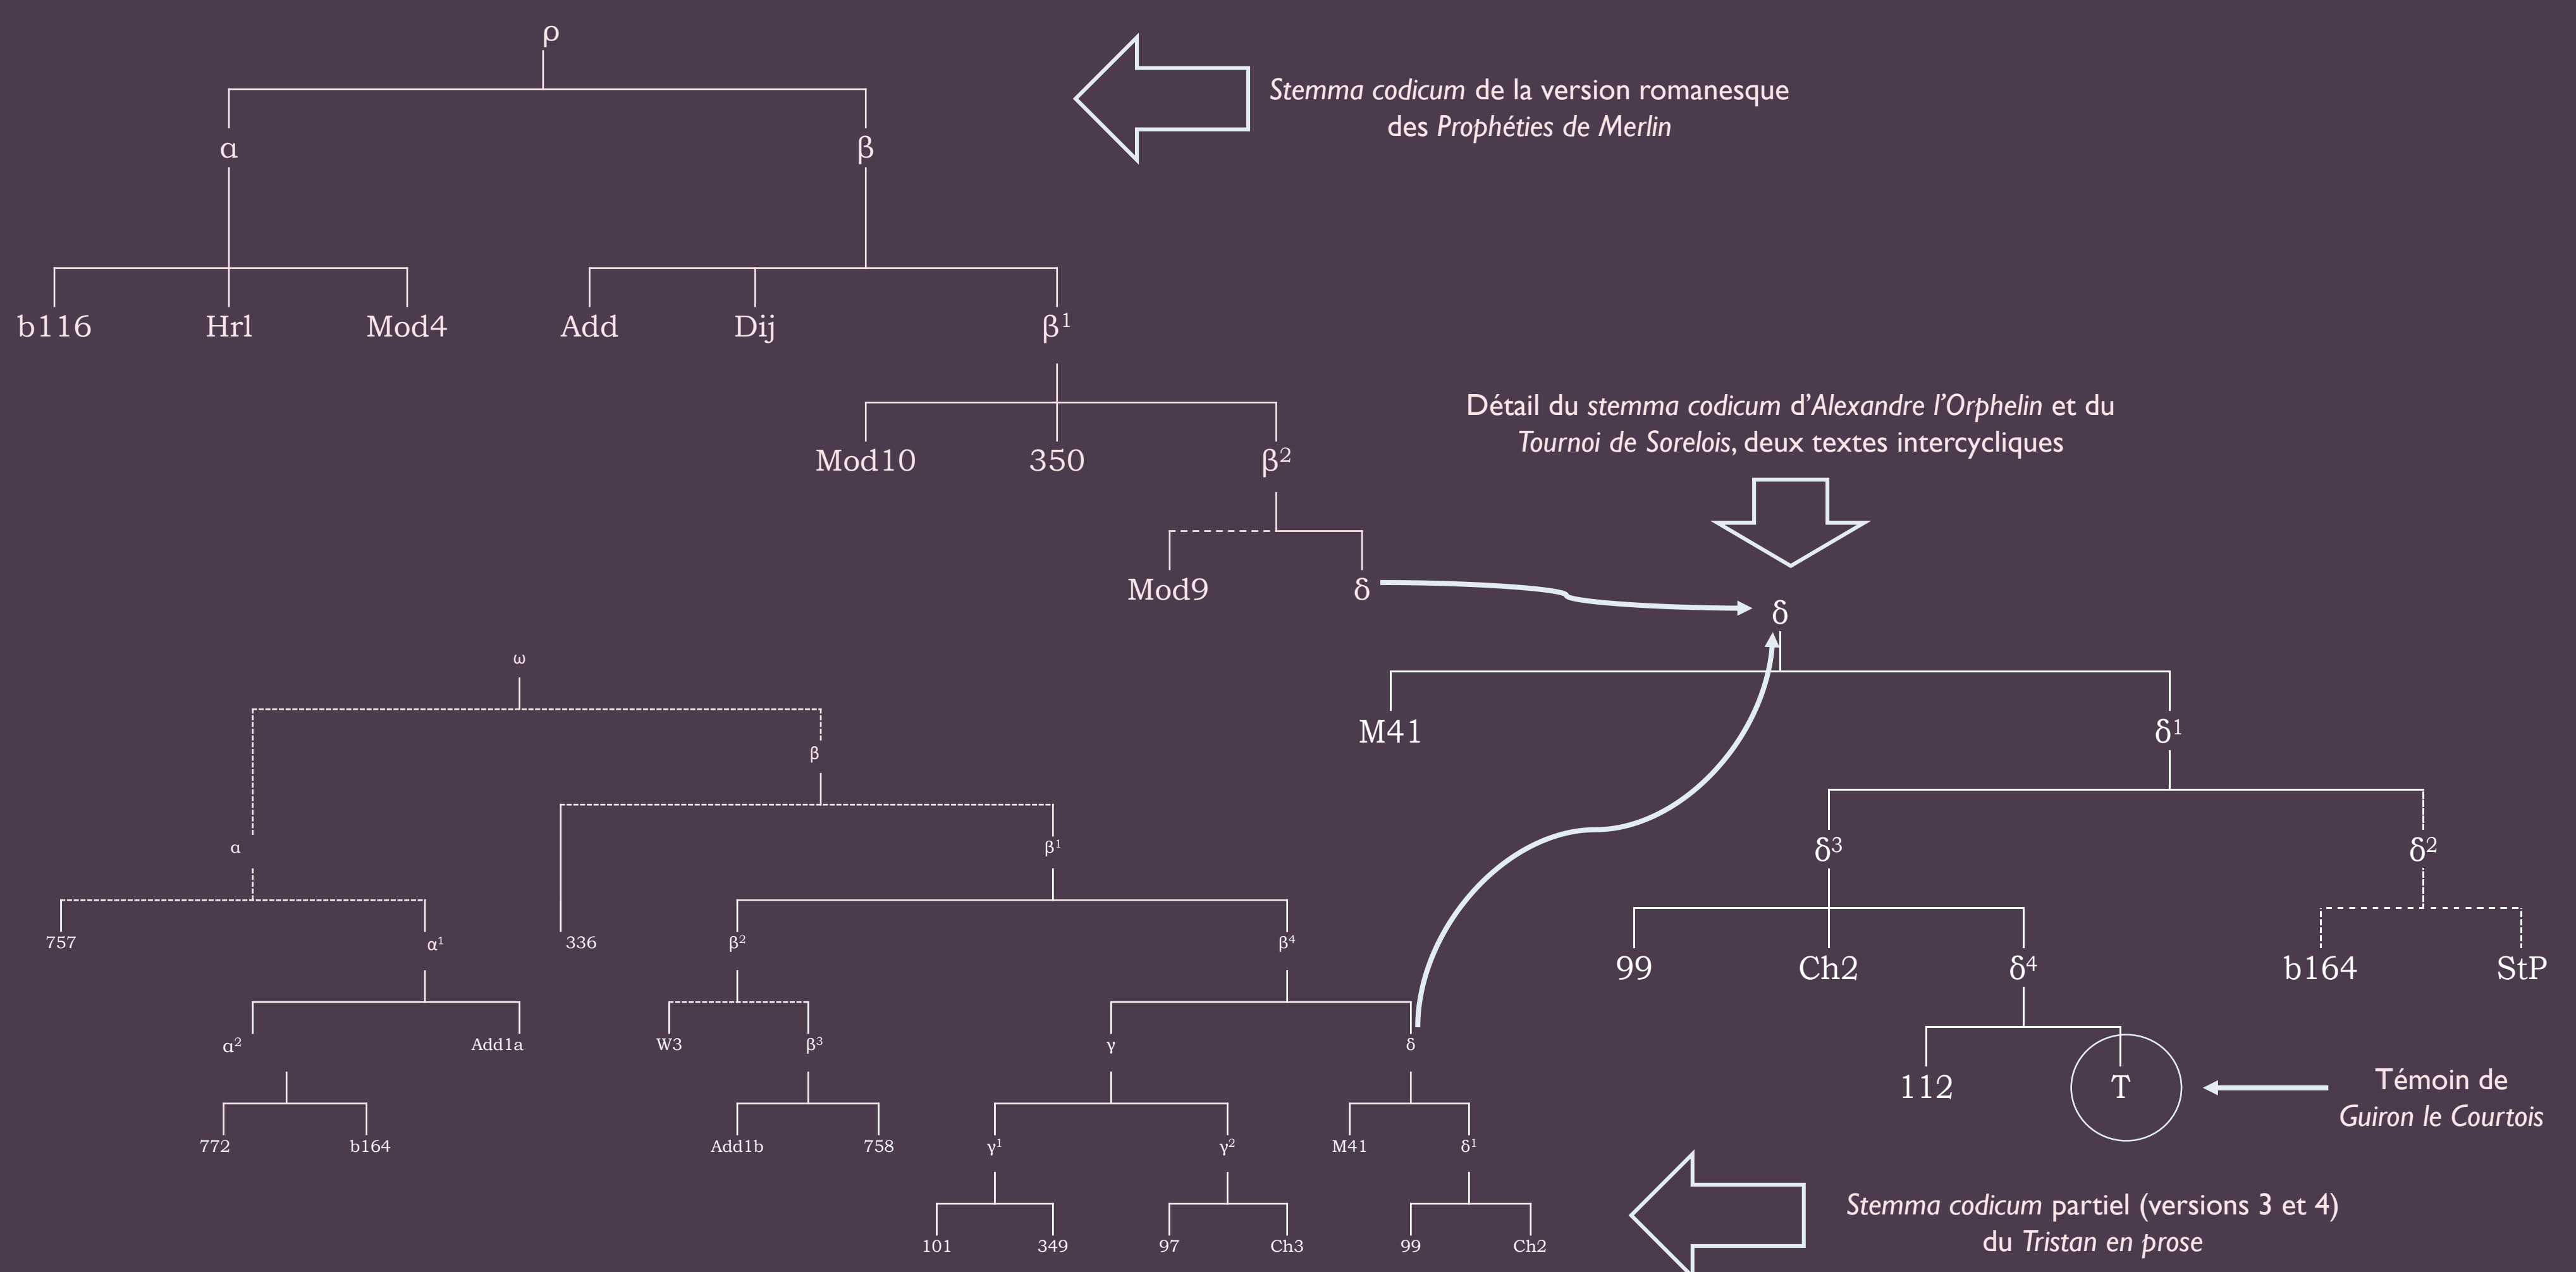 ρ
Stemma codicum de la version romanesque
des Prophéties de Merlin
α β
b116 Hrl Mod4 Add Dij β¹
Détail du stemma codicum d’Alexandre l’Orphelin et du
Tournoi de Sorelois, deux textes intercycliques
Mod10 350 β²
Mod9 δ
δ
ω
M41 δ¹
β
α β¹
δ³ δ²
757 α¹ 336 β² β⁴
99 Ch2 δ⁴ b164 StP
α² Add1a W3 β³ γ δ
112 T
Témoin de
Guiron le Courtois
772 b164 Add1b 758 γ¹ γ² M41 δ¹
Stemma codicum partiel (versions 3 et 4)
du Tristan en prose
101 349 97 Ch3 99 Ch2